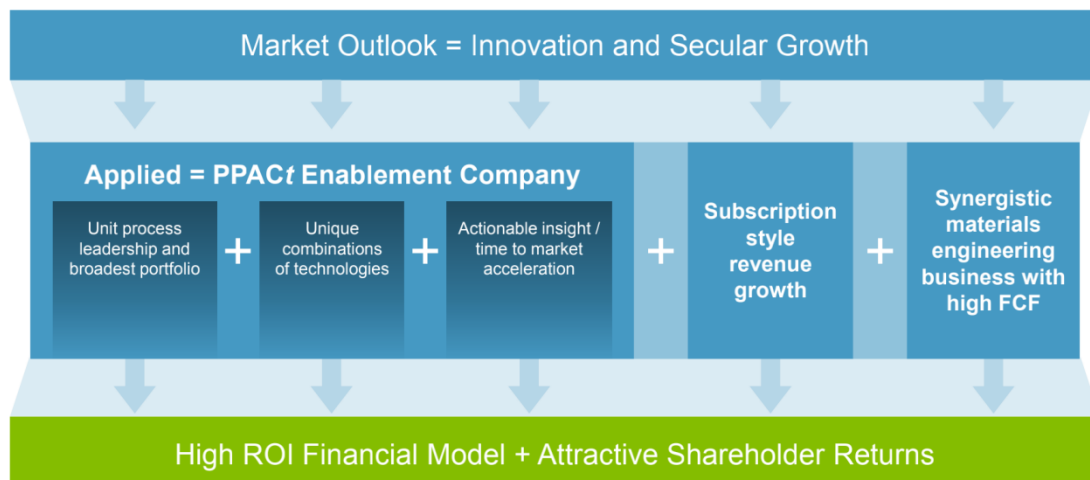 Market Outlook = Innovation and Secular Growth
Applied = PPACt Enablement Company
Unit process
leadership and
broadest portfolio
+
Unique
combinations
of technologies
+
Actionable insight /
time to market
acceleration
+
Subscription
style
revenue
growth
+
Synergistic
materials
engineering
business with
high FCF
High ROI Financial Model + Attractive Shareholder Returns